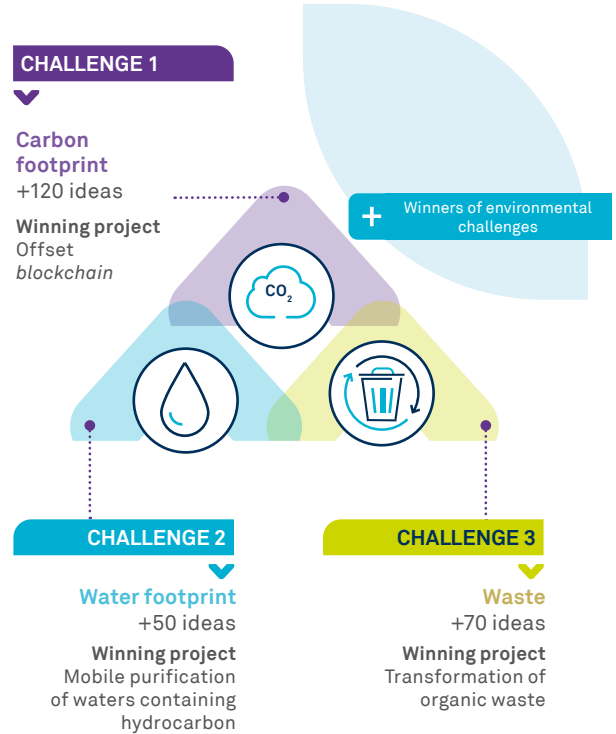 CHALLENGE 1
Carbon
footprint
+120 ideas
Winning project
Offset
blockchain
+ Winners of environmental
challenges
CO2
CHALLENGE 2
Water footprint
+50 ideas
Winning project
Mobile purification
of waters containing
hydrocarbon
CHALLENGE 3
Waste
+70 ideas
Winning project
Transformation of
organic waste